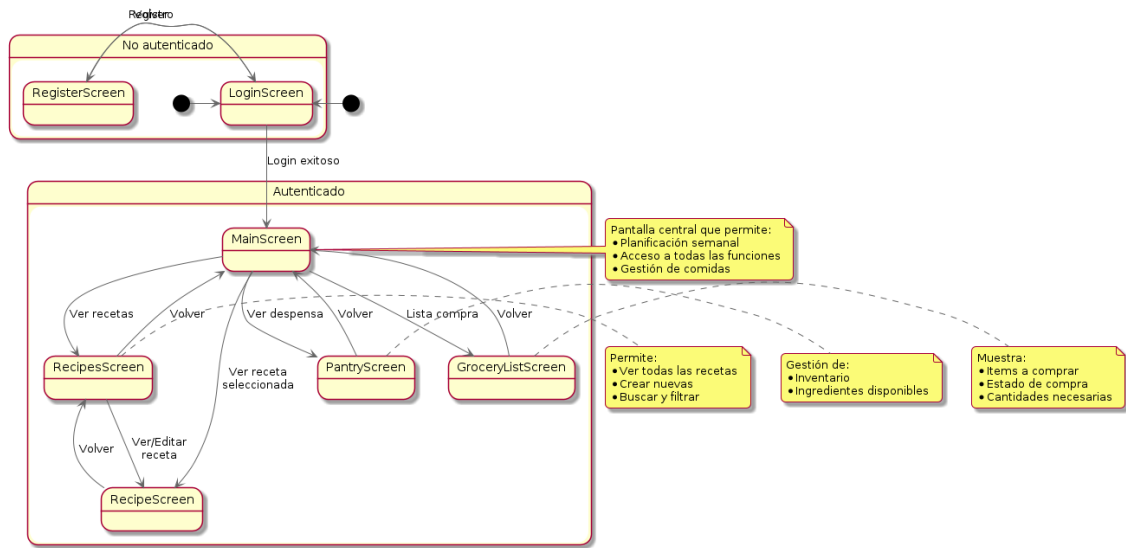 Registro
Volver
No autenticado
RegisterScreen
LoginScreen
Login exitoso
Autenticado
MainScreen
Pantalla central que permite:
• Planificación semanal
• Acceso a todas las funciones
• Gestión de comidas
Ver recetas
Volver
Ver despensa
Volver
Lista compra
Volver
RecipesScreen
PantryScreen
GroceryListScreen
Ver receta
seleccionada
Permite:
• Ver todas las recetas
• Crear nuevas
• Buscar y filtrar
Gestión de:
• Inventario
• Ingredientes disponibles
Muestra:
• Items a comprar
• Estado de compra
• Cantidades necesarias
Volver
Ver/Editar
receta
RecipeScreen